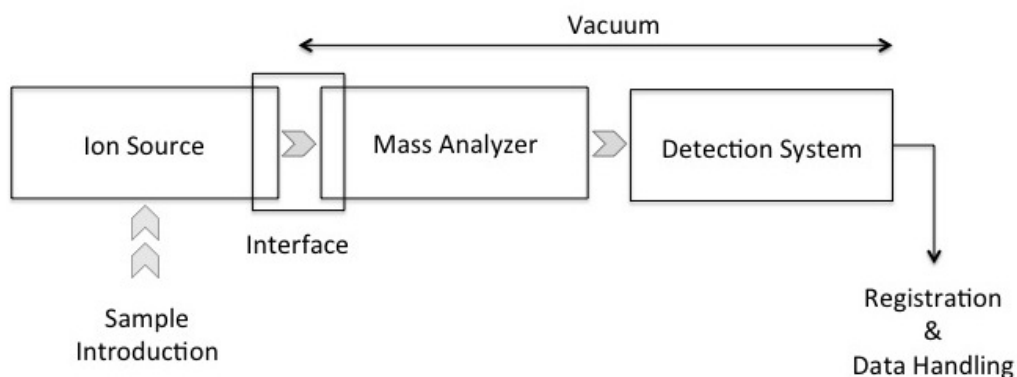 Vacuum
Ion Source
Mass Analyzer
Detection System
Interface
Sample
Introduction
Registration
&
Data Handling